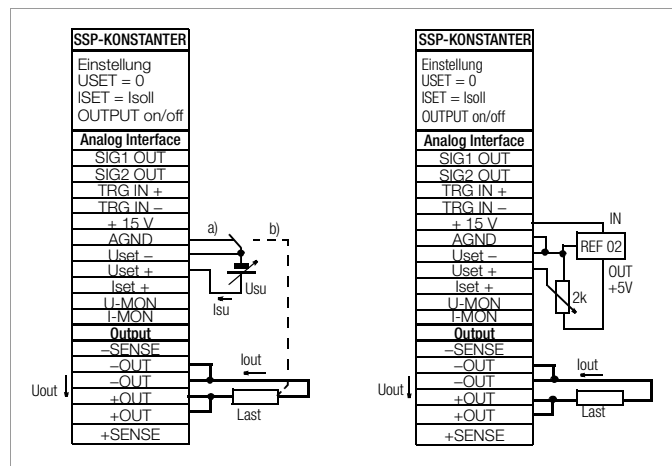 SSP-KONSTANTER
Einstellung
USET = 0
ISET = Isoll
OUTPUT on/off
Analog Interface
SIG1 OUT
SIG2 OUT
TRG IN +
TRG IN –
+ 15 V
AGND
Uset –
Uset +
Iset +
U-MON
I-MON
Output
–SENSE
–OUT
–OUT
+OUT
+OUT
+SENSE
a)
b)
Usu
Isu
Iout
Uout
Last
SSP-KONSTANTER
Einstellung
USET = 0
ISET = Isoll
OUTPUT on/off
Analog Interface
SIG1 OUT
SIG2 OUT
TRG IN +
TRG IN –
+ 15 V
AGND
Uset –
Uset +
Iset +
U-MON
I-MON
Output
–SENSE
–OUT
–OUT
+OUT
+OUT
+SENSE
IN
REF 02
OUT
+5V
2k
Iout
Uout
Last